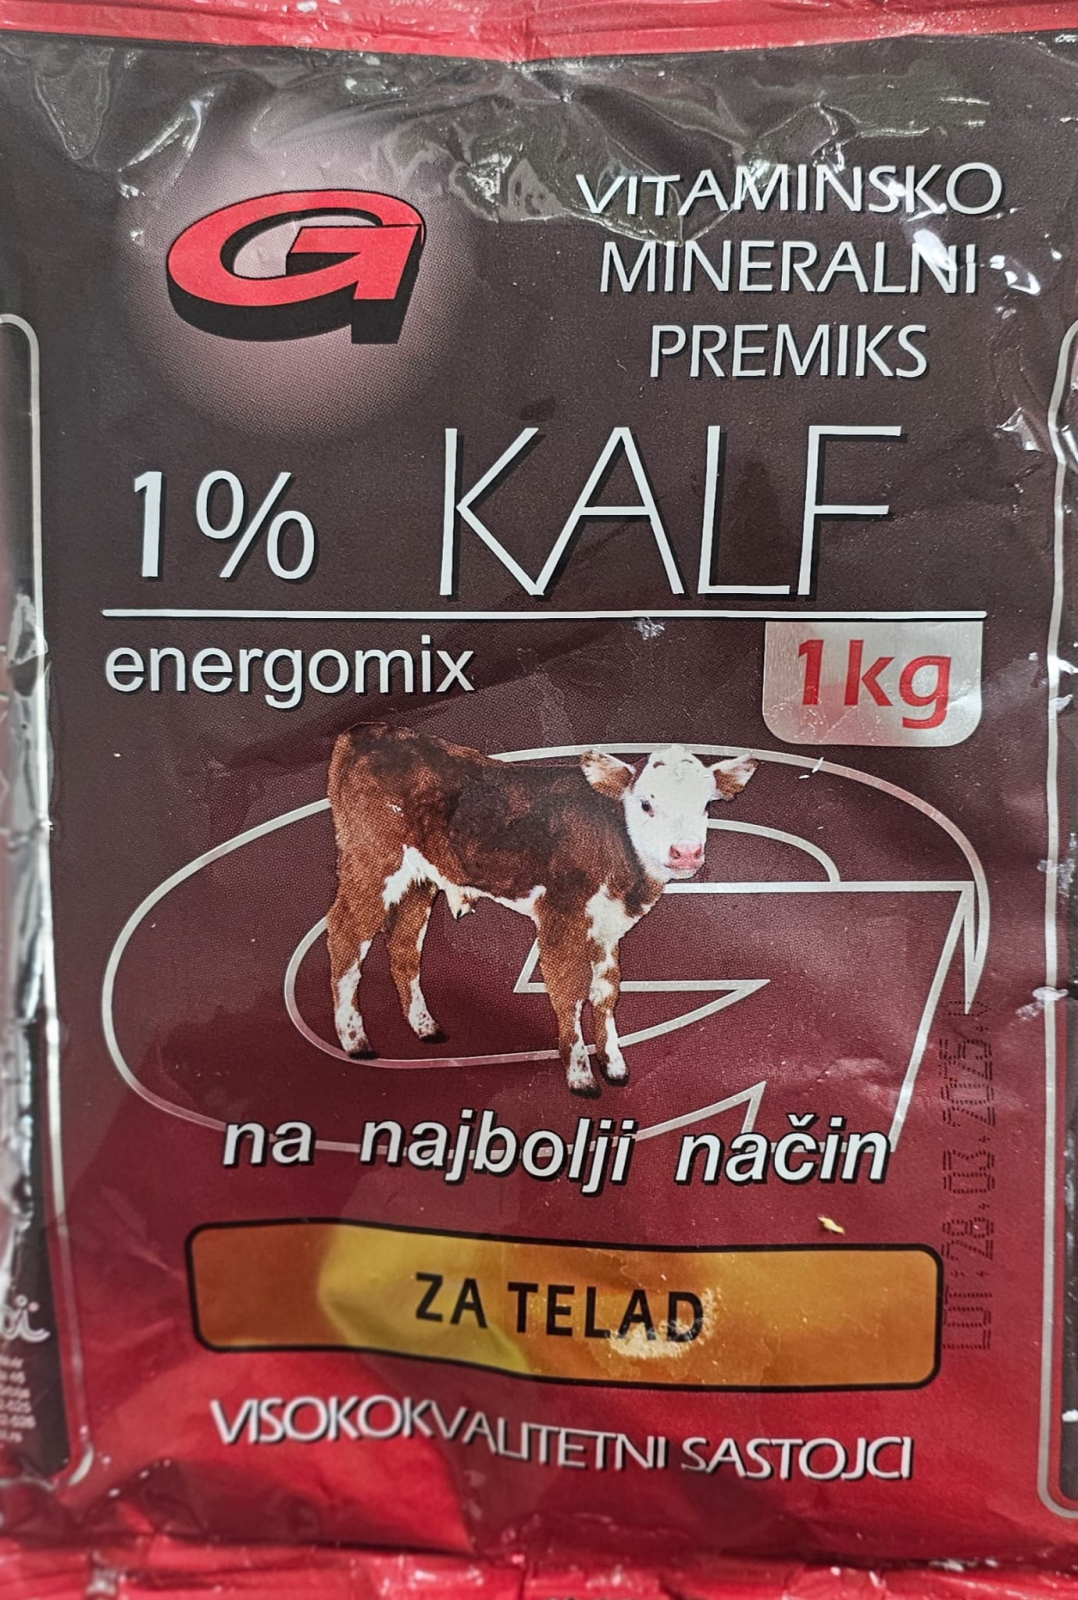 G
VITAMINSKO
MINERALNI
PREMIKS
1% KALF
energomix
1kg
na najbolji način
ZA TELAD
VISOKOKVALITETNI SASTOJCI